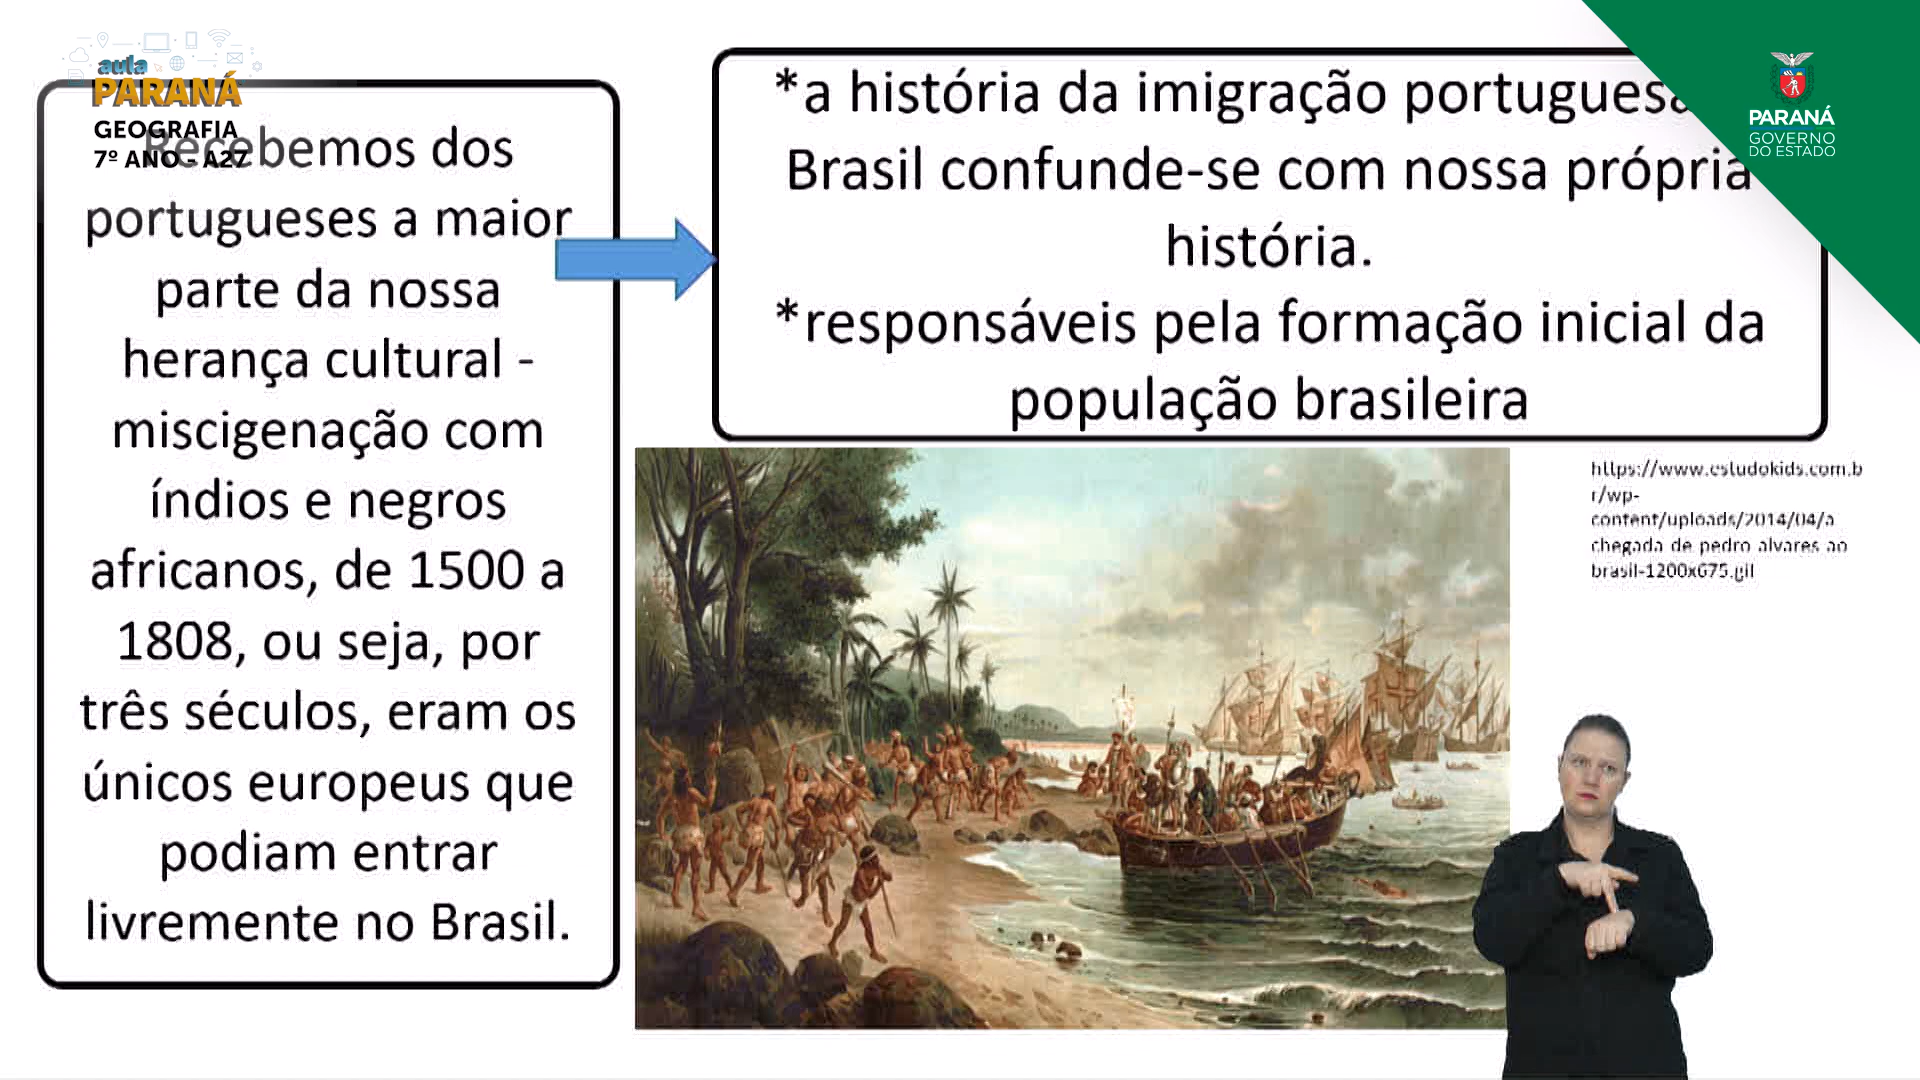 aula
PARANÁ
GEOGRAFIA
7º ANO - A27
Recebemos dos
portugueses a maior
parte da nossa
herança cultural -
miscigenação com
índios e negros
africanos, de 1500 a
1808, ou seja, por
três séculos, eram os
únicos europeus que
podiam entrar
livremente no Brasil.
*a história da imigração portuguesa
Brasil confunde-se com nossa própria
história.
*responsáveis pela formação inicial da
população brasileira
PARANÁ
GOVERNO
DO ESTADO
https://www.estudokids.com.b
r/wp-
content/uploads/2014/04/a
chegada de pedro alvares ao
brasil-1200x675.gif